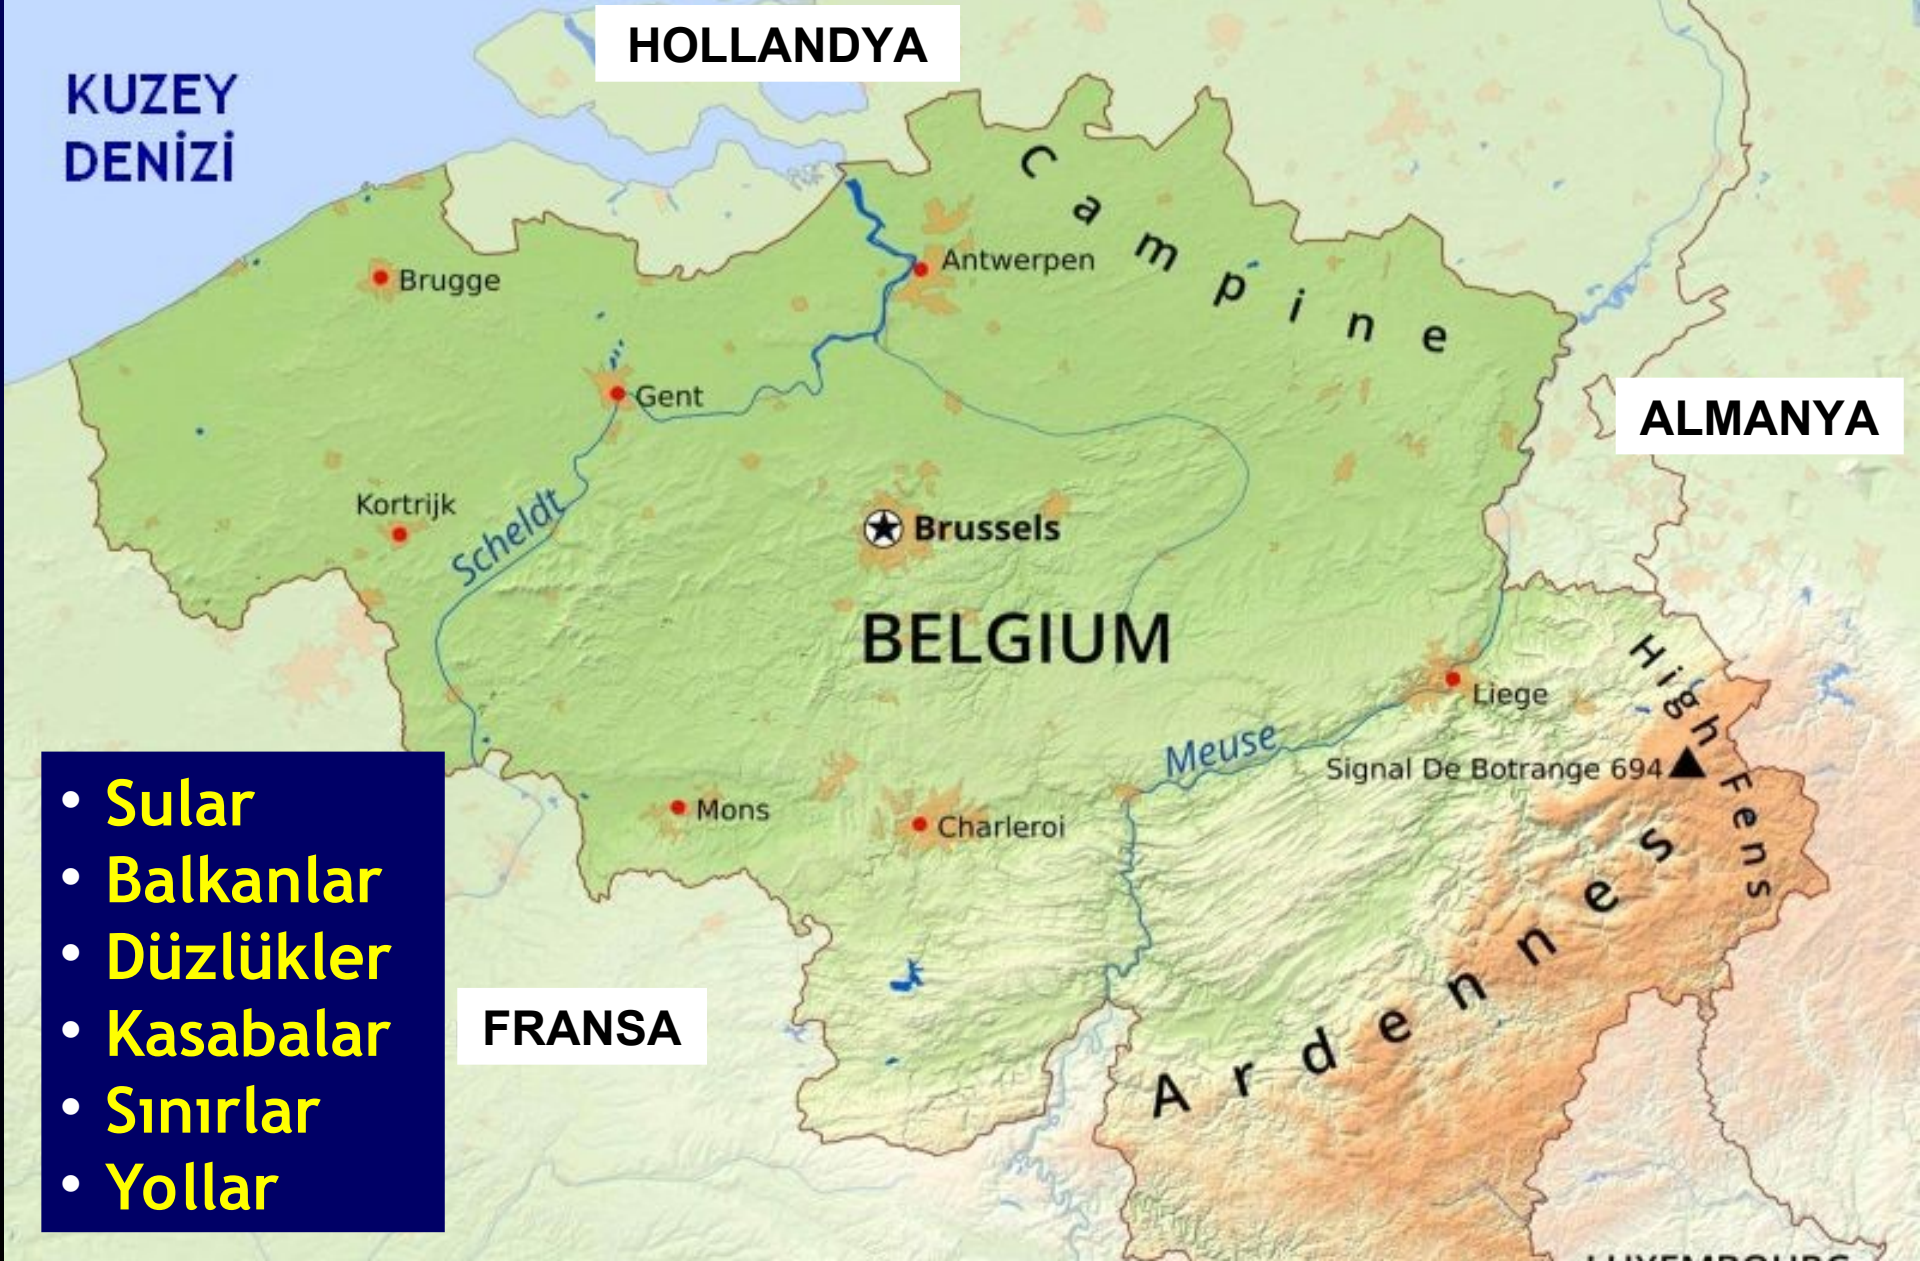 HOLLANDYA
KUZEY
DENİZİ
Campine
Brugge
Antwerpen
Gent
ALMANYA
Kortrijk
Scheldt
Brussels
BELGIUM
High Fens
Liege
Meuse
Signal De Botrange 694
Mons
Charleroi
Ardennes
• Sular
• Balkanlar
• Düzlükler
• Kasabalar
• Sınırlar
• Yollar
FRANSA
LUXEMBOURG